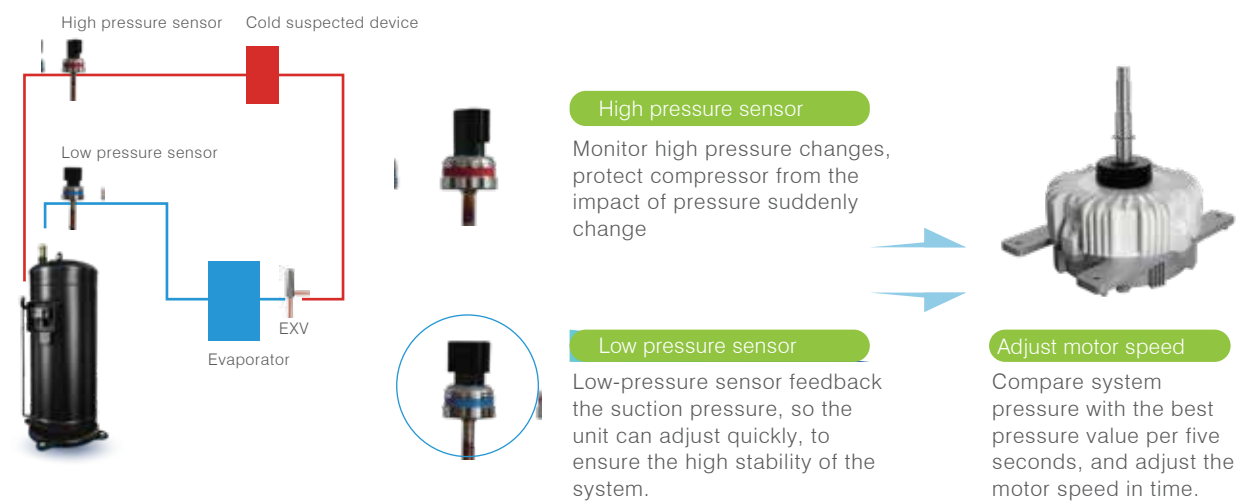 High pressure sensor
Cold suspected device
Low pressure sensor
EXV
Evaporator
High pressure sensor
Monitor high pressure changes,
protect compressor from the
impact of pressure suddenly
change
Low pressure sensor
Low-pressure sensor feedback
the suction pressure, so the
unit can adjust quickly, to
ensure the high stability of the
system.
Adjust motor speed
Compare system
pressure with the best
pressure value per five
seconds, and adjust the
motor speed in time.